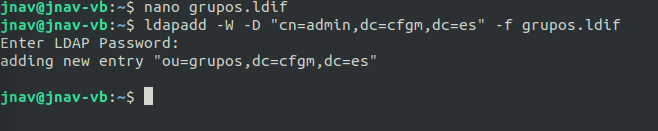 jnav@jnav-vb:~$ nano grupos.ldif
jnav@jnav-vb:~$ ldapadd -W -D "cn=admin,dc=cfgm,dc=es" -f grupos.ldif
Enter LDAP Password:
adding new entry "ou=grupos,dc=cfgm,dc=es"
jnav@jnav-vb:~$